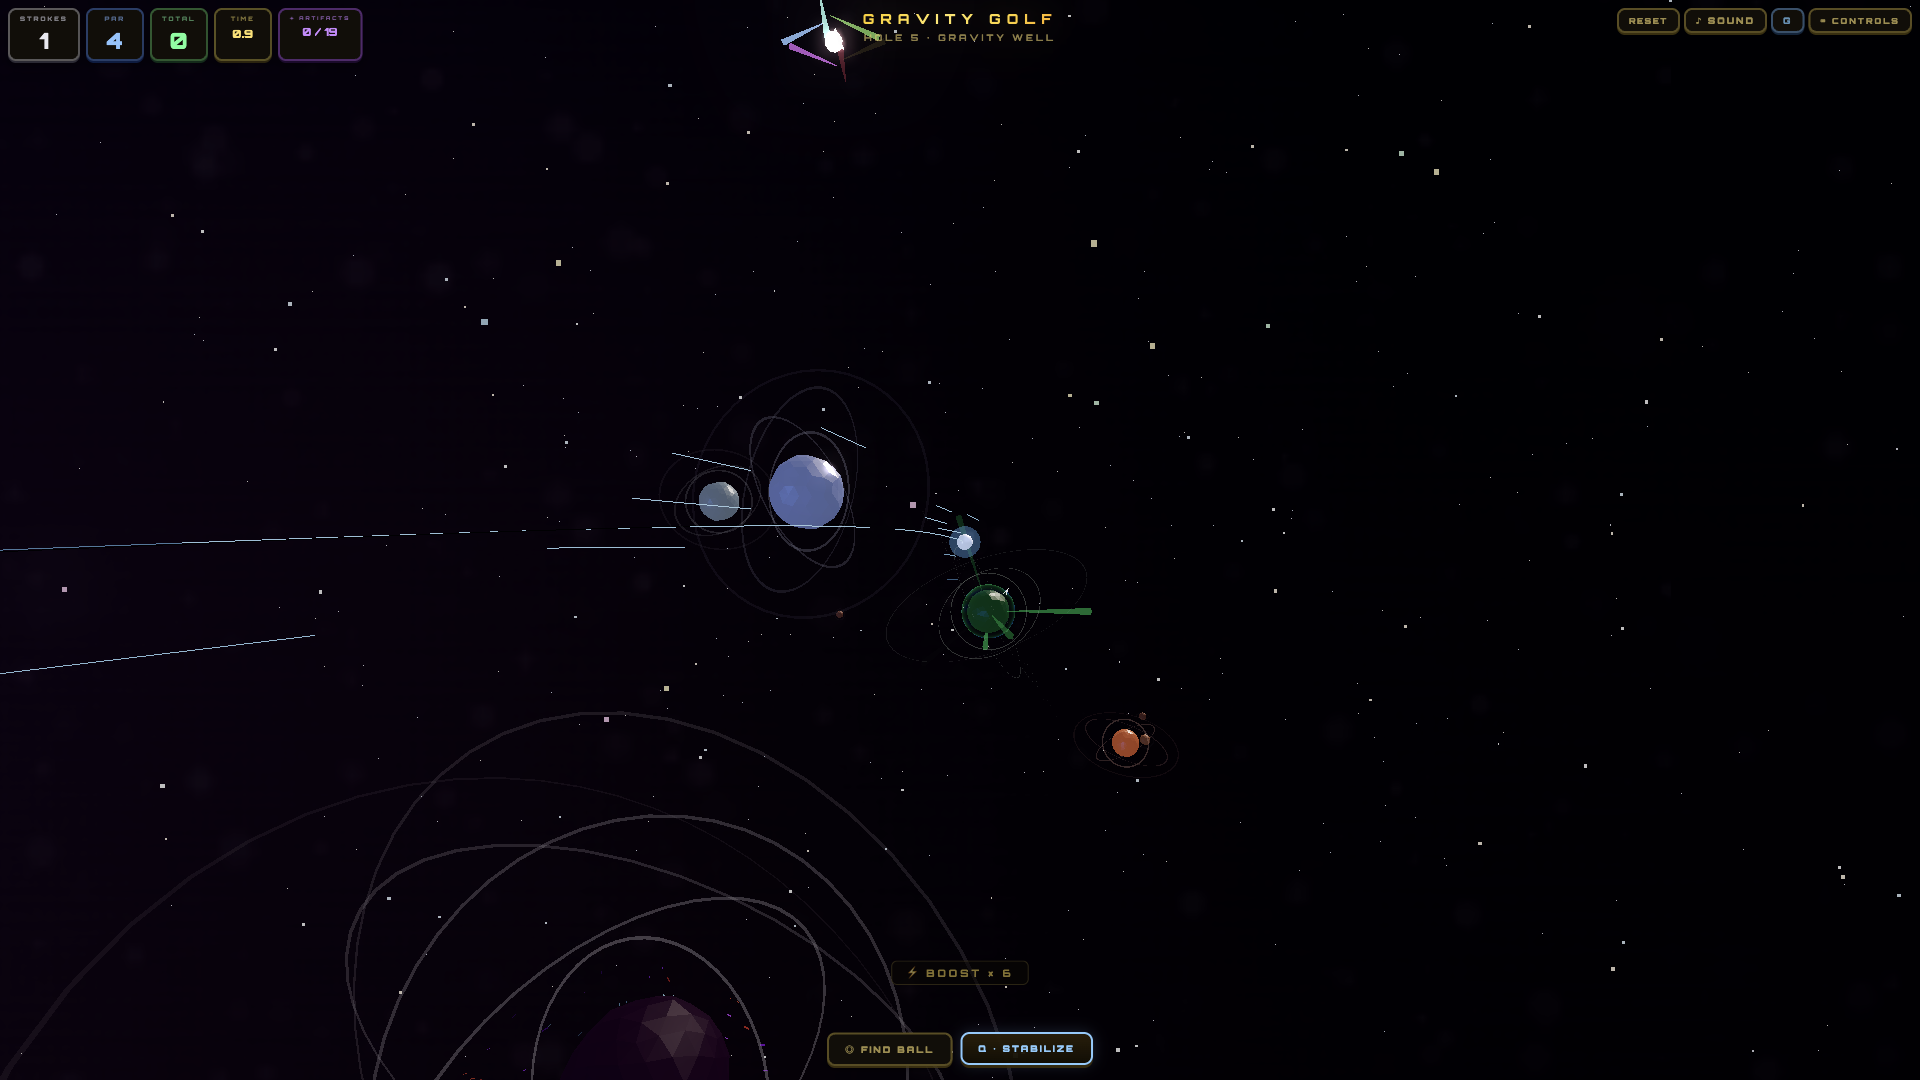 STROKES
1
PAR
4
TOTAL
0
TIME
0.9
ARTIFACTS
0 / 19
GRAVITY GOLF
HOLE 5 · GRAVITY WELL
RESET
♪ SOUND
G
CONTROLS
⚡ BOOST × 6
FIND BALL
Q · STABILIZE